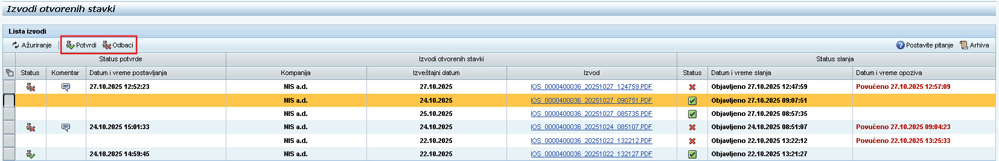 Izvodi otvorenih stavki
Lista izvodi
Ažuriranje Potvrdi Odbaci Postavite pitanje Arhiva
Status potvrde Izvodi otvorenih stavki Status slanja
Status Komentar Datum i vreme postavljanja Kompanija Izveštajni datum Izvod Status Datum i vreme slanja Datum i vreme opoziva
27.10.2025 12:52:23 NIS a.d. 27.10.2025 IOS_0000400036_20251027_124759.PDF Objavljeno 27.10.2025 12:47:59 Povučeno 27.10.2025 12:57:09
NIS a.d. 24.10.2025 IOS_0000400036_20251027_090751.PDF Objavljeno 27.10.2025 09:07:51
NIS a.d. 25.10.2025 IOS_0000400036_20251027_085735.PDF Objavljeno 27.10.2025 08:57:35
24.10.2025 15:01:33 NIS a.d. 24.10.2025 IOS_0000400036_20251024_085107.PDF Objavljeno 24.10.2025 08:51:07 Povučeno 27.10.2025 09:04:23
NIS a.d. 22.10.2025 IOS_0000400036_20251022_132212.PDF Objavljeno 22.10.2025 13:22:12 Povučeno 22.10.2025 13:25:33
24.10.2025 14:59:45 NIS a.d. 22.10.2025 IOS_0000400036_20251022_132127.PDF Objavljeno 22.10.2025 13:21:27